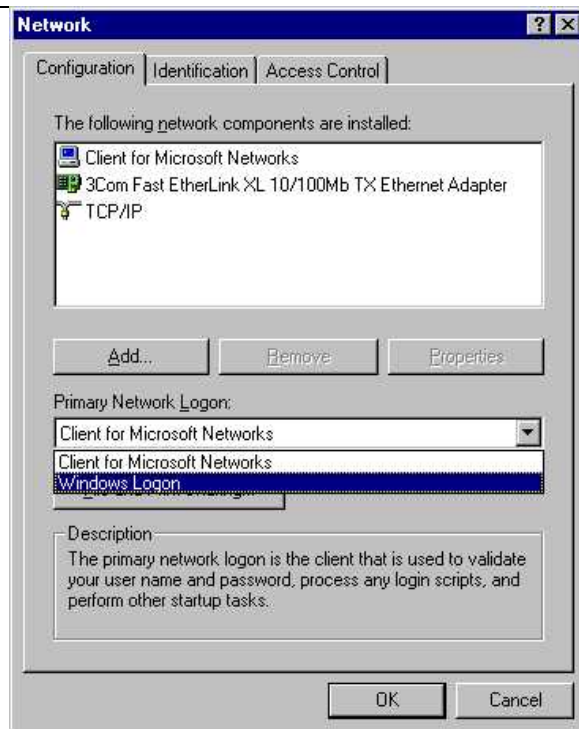 Network
Configuration
Identification
Access Control
The following network components are installed:
Client for Microsoft Networks
3Com Fast EtherLink XL 10/100Mb TX Ethernet Adapter
TCP/IP
Add...
Remove
Properties
Primary Network Logon:
Client for Microsoft Networks
Client for Microsoft Networks
Windows Logon
Description
The primary network logon is the client that is used to validate
your user name and password, process any login scripts, and
perform other startup tasks.
OK
Cancel